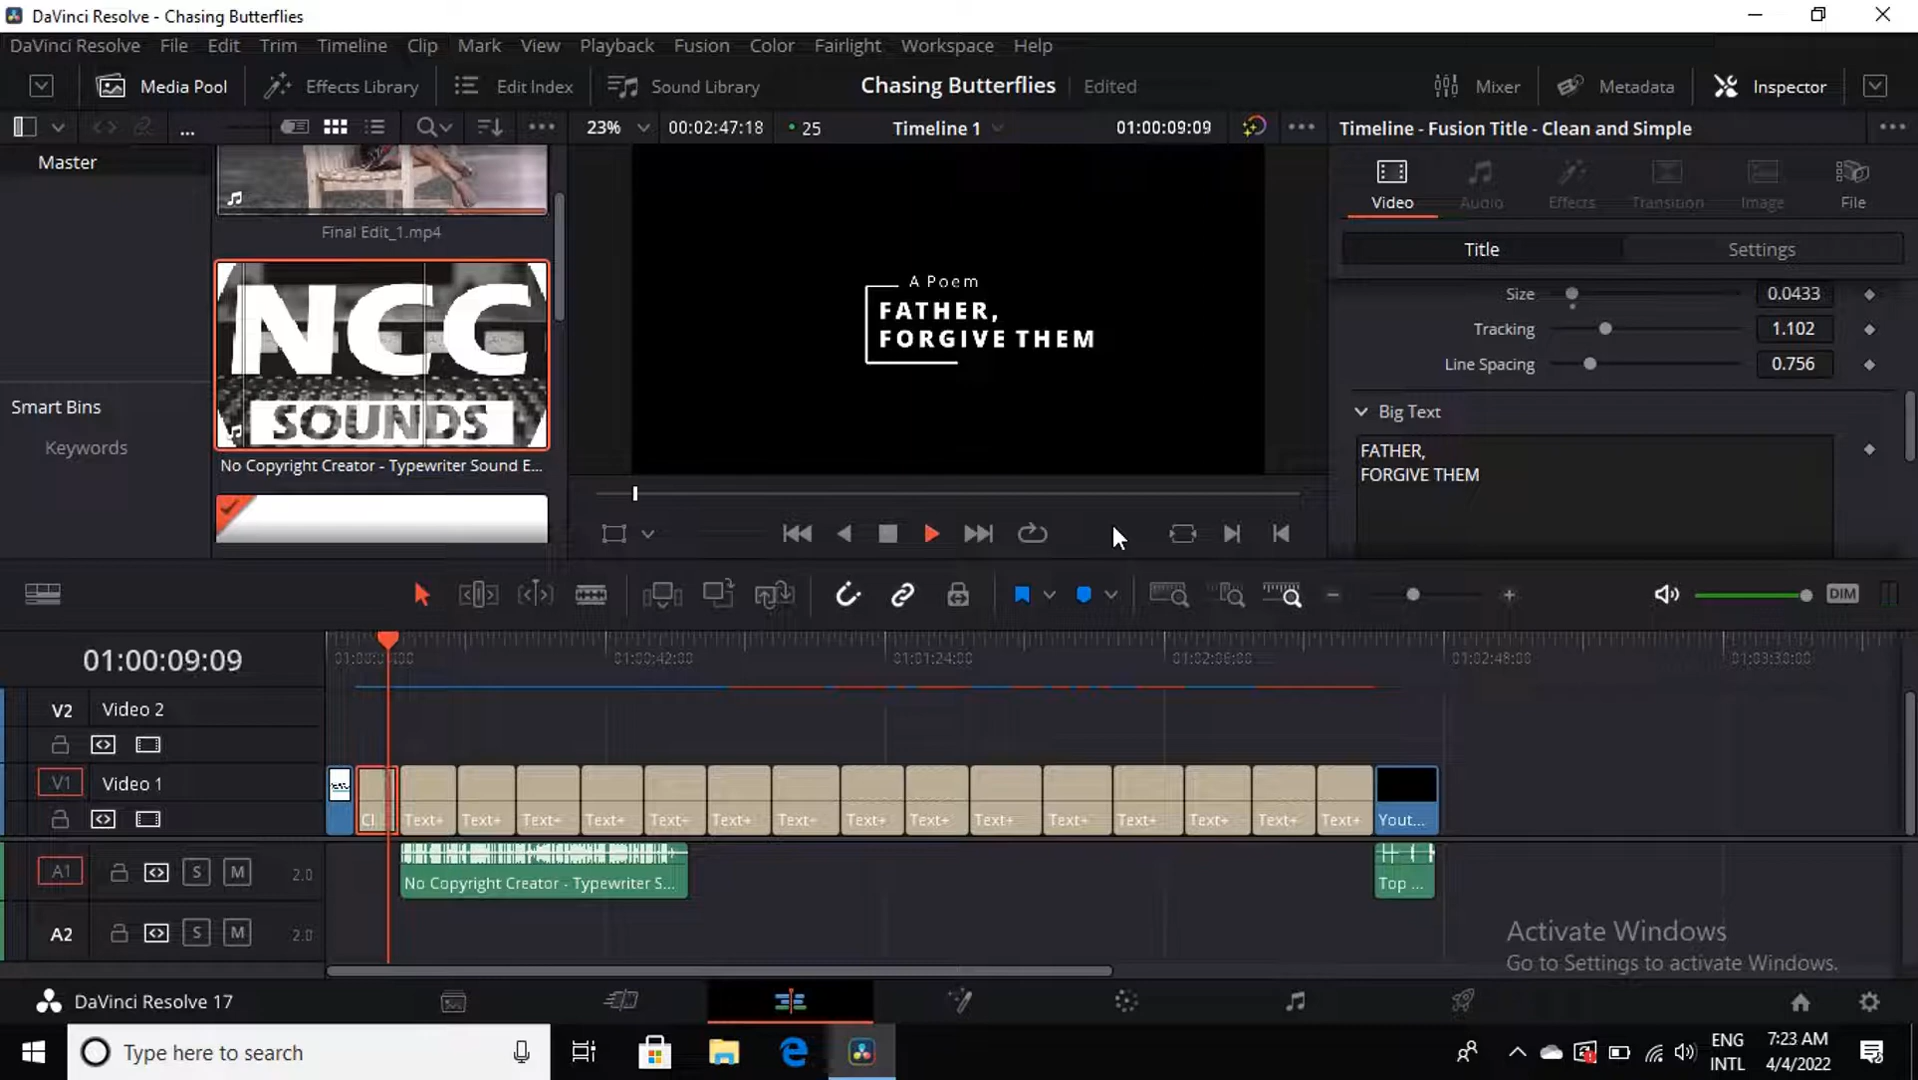 DaVinci Resolve - Chasing Butterflies
DaVinci Resolve File Edit Trim Timeline Clip Mark View Playback Fusion Color Fairlight Workspace Help
Media Pool Effects Library Edit Index Sound Library Chasing Butterflies Edited Mixer Metadata Inspector
... 23% 00:02:47:18 25 Timeline 1 01:00:09:09 Timeline - Fusion Title - Clean and Simple
Master
Final Edit_1.mp4
NCC
SOUNDS
No Copyright Creator - Typewriter Sound E...
Smart Bins
Keywords
A Poem
FATHER,
FORGIVE THEM
Video Audio Effects Transition Image File
Title Settings
Size 0.0433
Tracking 1.102
Line Spacing 0.756
Big Text
FATHER,
FORGIVE THEM
DIM
01:00:09:09
01:00:42:00 01:01:24:00 01:02:06:00 01:02:48:00 01:03:30:00
V2 Video 2
V1 Video 1
Cl... Text+ Text+ Text+ Text+ Text+ Text+ Text+ Text+ Text+ Text+ Text+ Text+ Text+ Text+ Text+ Yout...
A1 S M 2.0
No Copyright Creator - Typewriter S... Top ...
A2 S M 2.0
Activate Windows
Go to Settings to activate Windows.
DaVinci Resolve 17
Type here to search
ENG
INTL
7:23 AM
4/4/2022